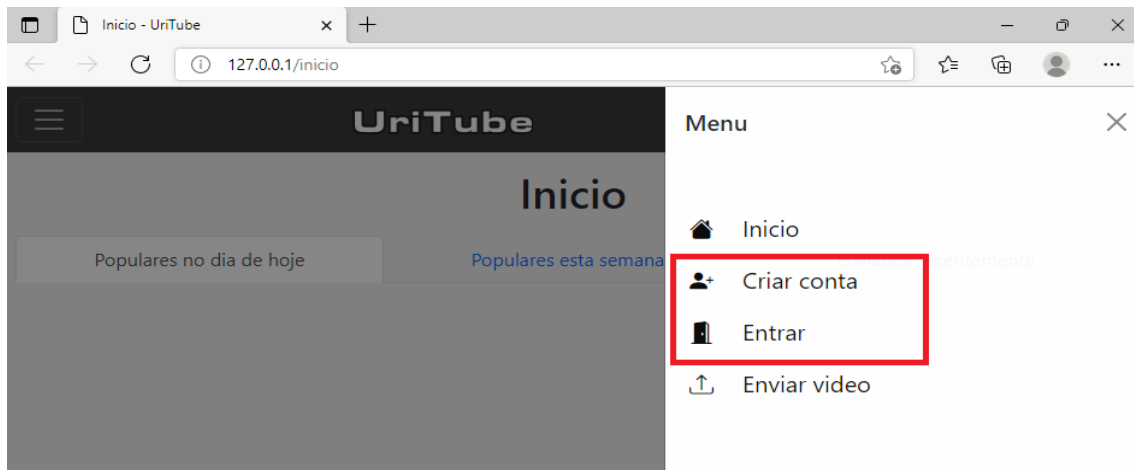 Inicio - UriTube
127.0.0.1/inicio
UriTube
Menu
Inicio
Populares no dia de hoje
Populares esta semana
Inicio
Criar conta
Entrar
Enviar video